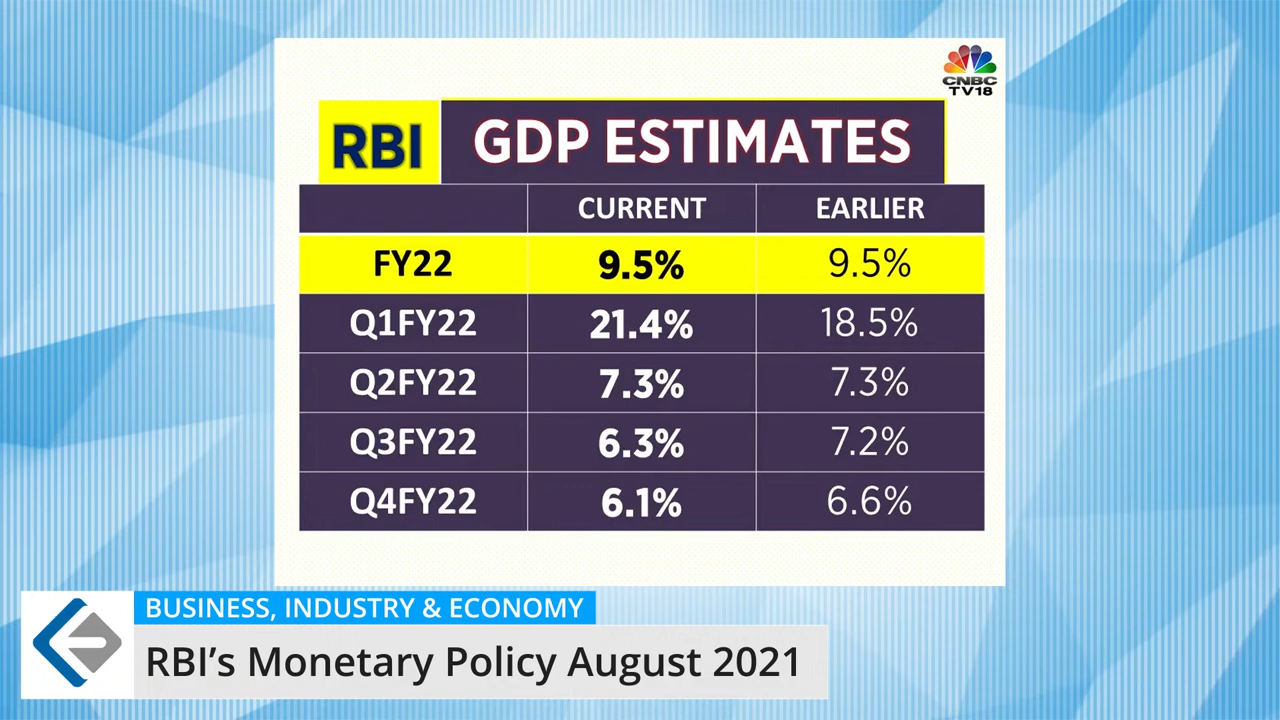 CNBC
TV18
RBI GDP ESTIMATES
CURRENT EARLIER
FY22 9.5% 9.5%
Q1FY22 21.4% 18.5%
Q2FY22 7.3% 7.3%
Q3FY22 6.3% 7.2%
Q4FY22 6.1% 6.6%
BUSINESS, INDUSTRY & ECONOMY
RBI’s Monetary Policy August 2021